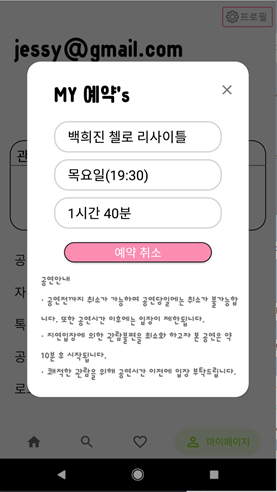 프로필
jessy@gmail.com
MY 예약's
백희진 첼로 리사이틀
목요일(19:30)
1시간 40분
예약 취소
공연안내
• 공연전까지 취소가 가능하며 공연당일에는 취소가 불가능합
니다. 또한 공연시간 이후에는 입장이 제한됩니다.
• 지연입장에 의한 관람불편을 최소화 하고자 본 공연은 약
10분 후 시작됩니다.
• 쾌적한 관람을 위해 공연시간 이전에 입장 부탁드립니다.
관
공
자
톡
공
로
마이페이지